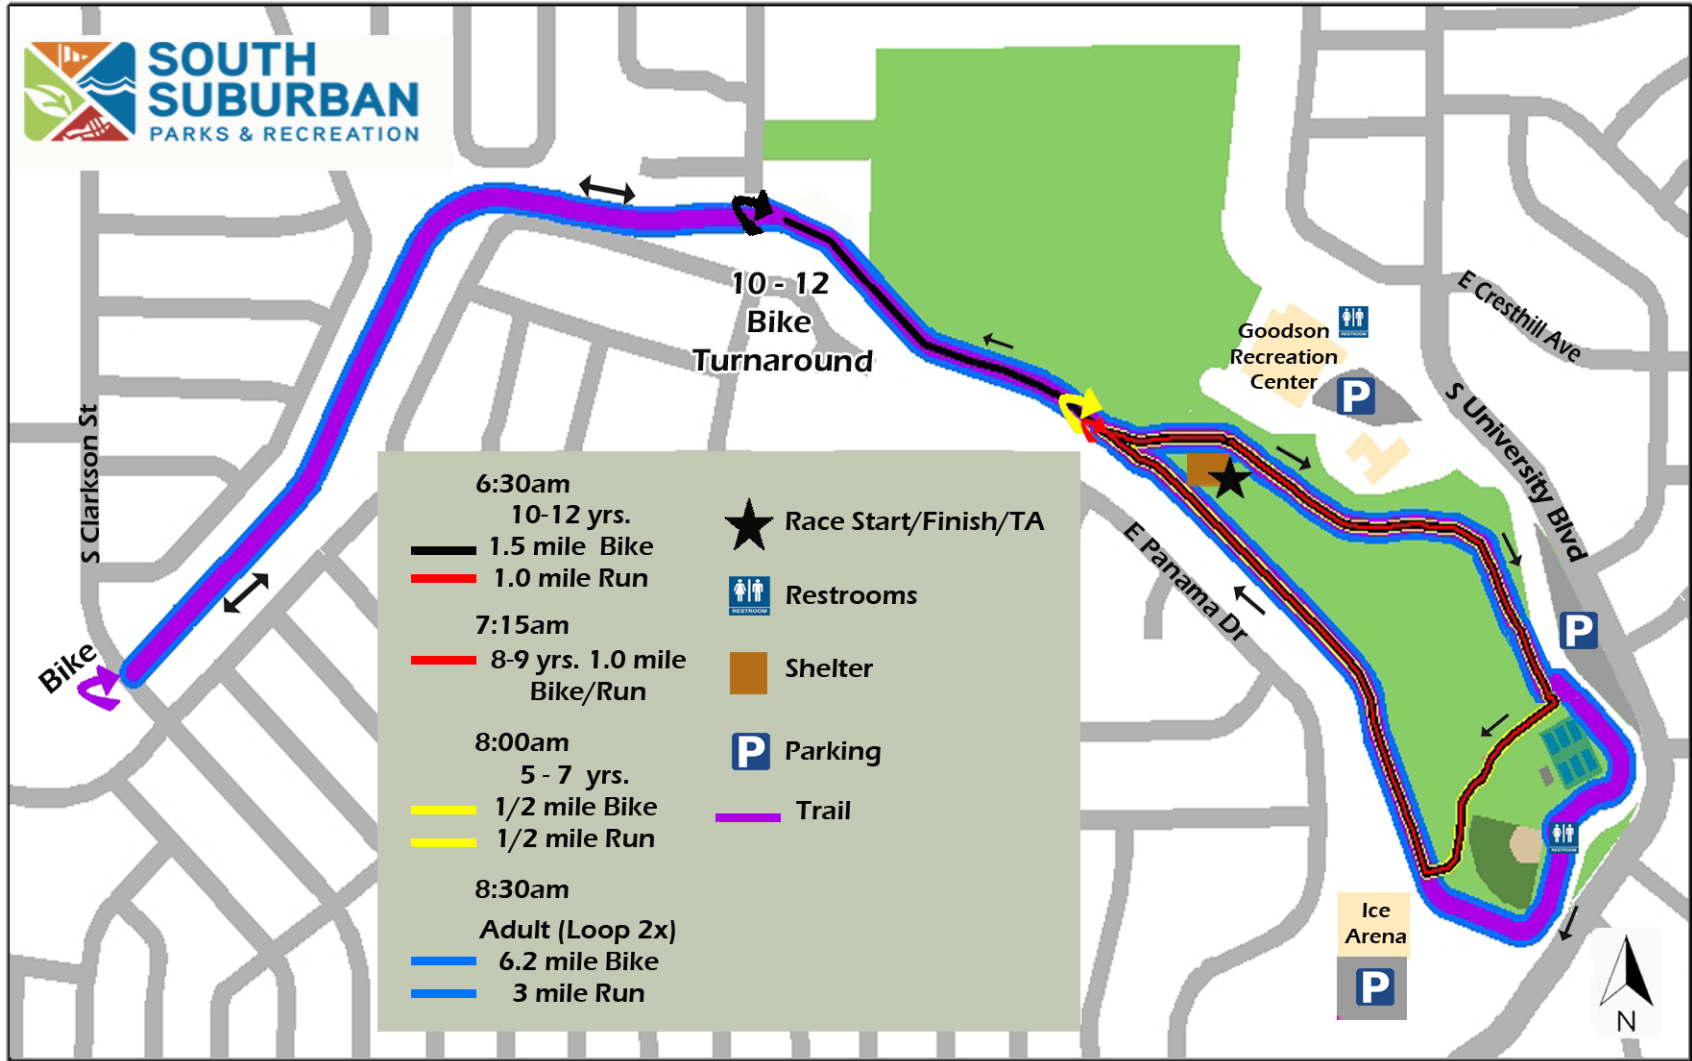 SOUTH
SUBURBAN
PARKS & RECREATION
10 - 12
Bike
Turnaround
Goodson
Recreation
Center
RESTROOM
P
E Cresthill Ave
S University Blvd
S Clarkson St
E Panama Dr
Bike
P
RESTROOM
Ice
Arena
P
N
6:30am
10-12 yrs.
1.5 mile Bike
1.0 mile Run
7:15am
8-9 yrs. 1.0 mile
Bike/Run
8:00am
5 - 7 yrs.
1/2 mile Bike
1/2 mile Run
8:30am
Adult (Loop 2x)
6.2 mile Bike
3 mile Run
Race Start/Finish/TA
RESTROOM
Restrooms
Shelter
P
Parking
Trail